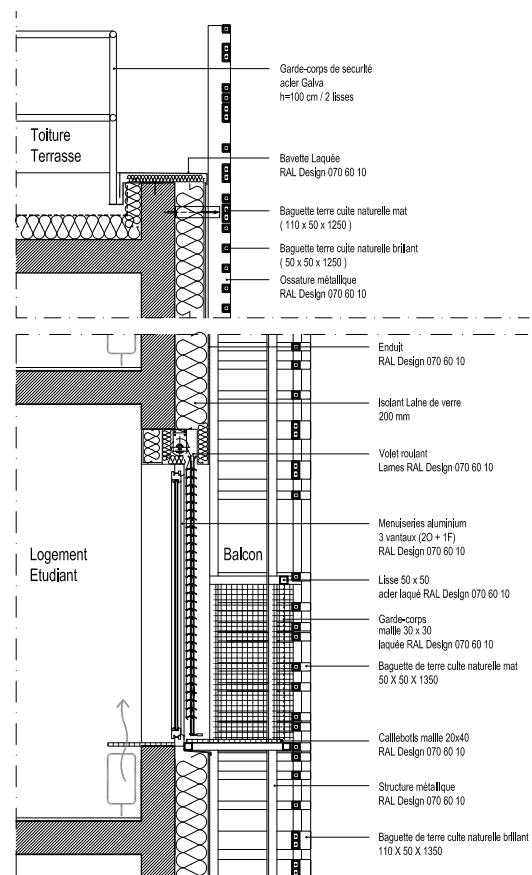 Garde-corps de securité
acier Galva
h=100 cm / 2 lisses
Toiture
Terrasse
Bavette Laquée
RAL Design 070 60 10
Baguette terre cuite naturelle mat
( 110 x 50 x 1250 )
Baguette terre cuite naturelle brillant
( 50 x 50 x 1250 )
Ossature métallique
RAL Design 070 60 10
Enduit
RAL Design 070 60 10
Isolant Laine de verre
200 mm
Volet roulant
Lames RAL Design 070 60 10
Menuiseries aluminium
3 vantaux (2O + 1F)
RAL Design 070 60 10
Logement
Etudiant
Balcon
Lisse 50 x 50
acier laqué RAL Design 070 60 10
Garde-corps
maille 30 x 30
laquée RAL Design 070 60 10
Baguette de terre cuite naturelle mat
50 X 50 X 1350
Caillebotis maille 20x40
RAL Design 070 60 10
Structure métallique
RAL Design 070 60 10
Baguette de terre cuite naturelle brillant
110 X 50 X 1350